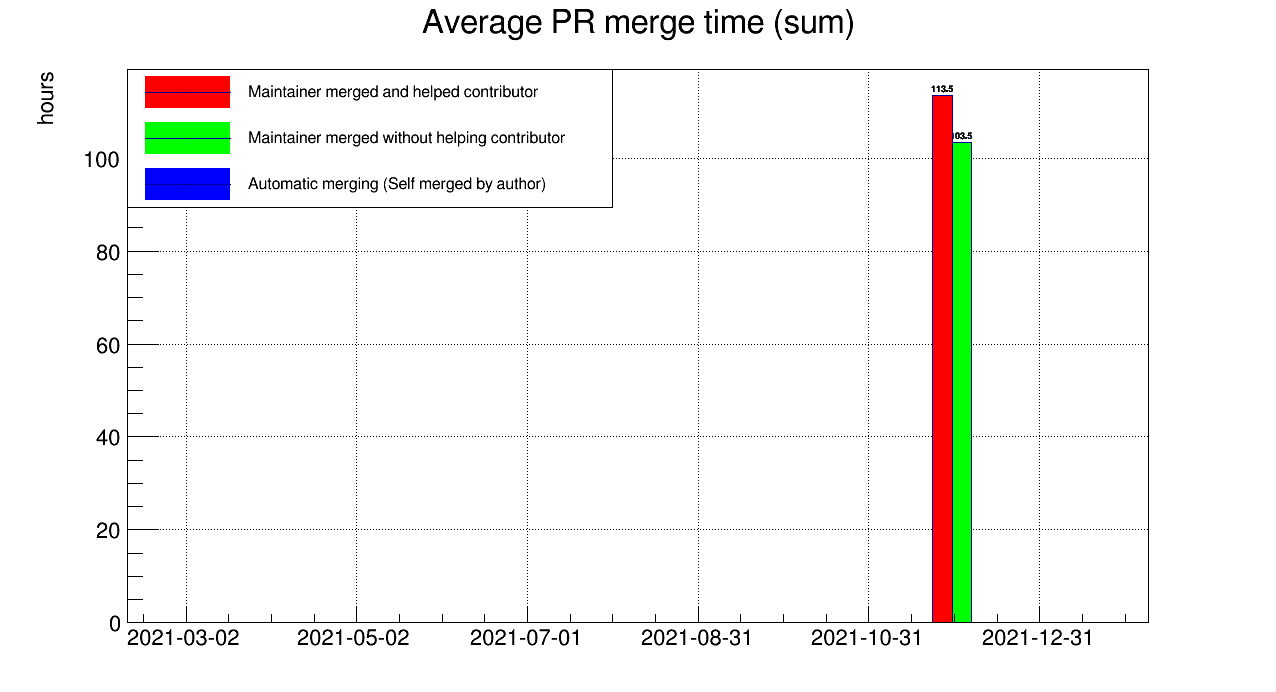 Average PR merge time (sum)
hours
Maintainer merged and helped contributor
Maintainer merged without helping contributor
Automatic merging (Self merged by author)
113.5
03.5
100
80
60
40
20
0
2021-03-02 2021-05-02 2021-07-01 2021-08-31 2021-10-31 2021-12-31